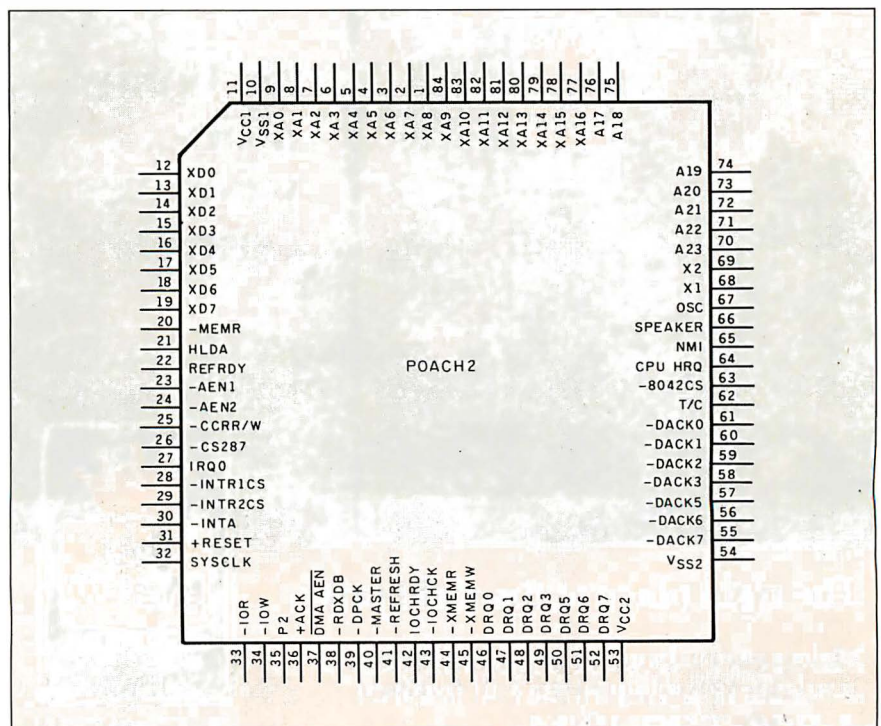 11 10 9 8 7 6 5 4 3 2 1 84 83 82 81 80 79 78 77 76 75
VCC1
VSS1
XA0
XA1
XA2
XA3
XA4
XA5
XA6
XA7
XA8
XA9
XA10
XA11
XA12
XA13
XA14
XA15
XA16
A17
A18
12 XD0
13 XD1
14 XD2
15 XD3
16 XD4
17 XD5
18 XD6
19 XD7
20 -MEMR
21 HLDA
22 REFRDY
23 -AEN1
24 -AEN2
25 -CCRR/W
26 -CS287
27 IRQ0
28 -INTR1CS
29 -INTR2CS
30 -INTA
31 +RESET
32 SYSCLK
POACH2
A19 74
A20 73
A21 72
A22 71
A23 70
X2 69
X1 68
OSC 67
SPEAKER 66
NMI 65
CPU HRQ 64
-8042CS 63
T/C 62
-DACK0 61
-DACK1 60
-DACK2 59
-DACK3 58
-DACK5 57
-DACK6 56
-DACK7 55
VSS2 54
-IOR
-IOW
P2
+ACK
DMA AEN
-RDXDB
-DPCK
-MASTER
-REFRESH
IOCHRDY
-IOCHCK
-XMEMR
-XMEMW
DRQ0
DRQ1
DRQ2
DRQ3
DRQ5
DRQ6
DRQ7
VCC2
33 34 35 36 37 38 39 40 41 42 43 44 45 46 47 48 49 50 51 52 53